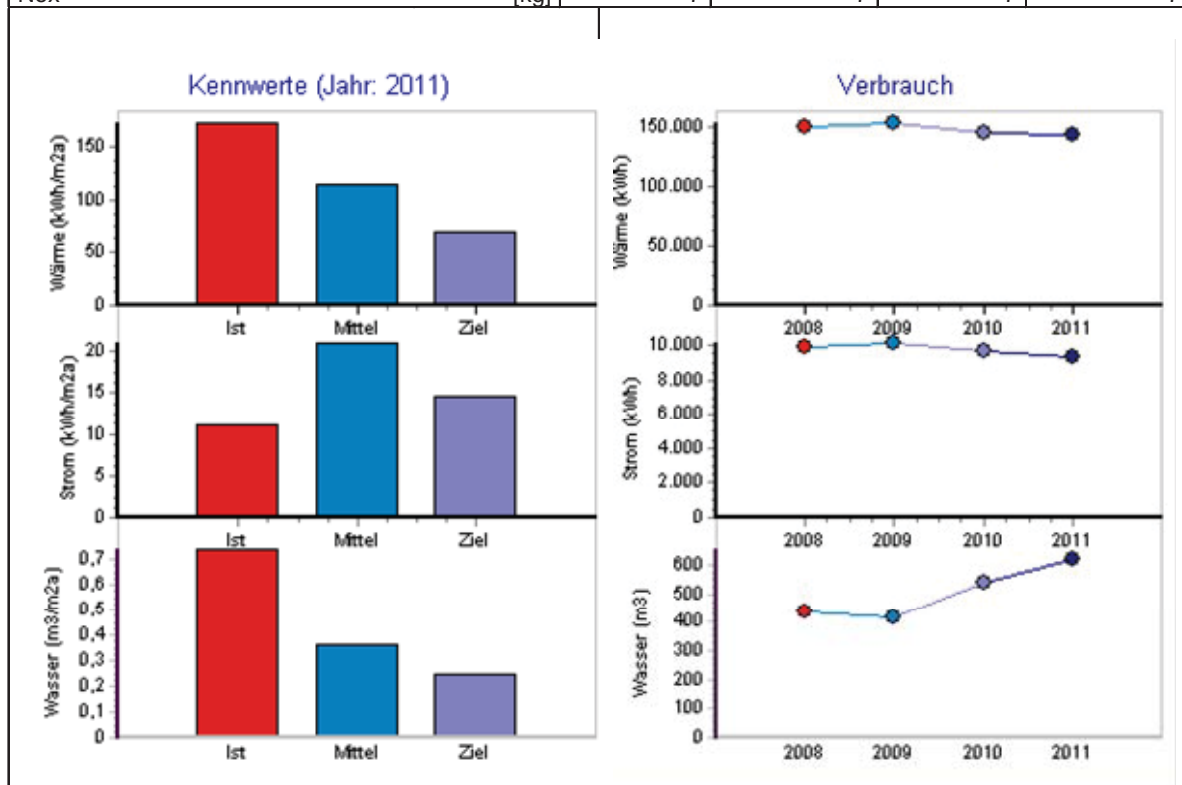 Nox [kg]
Kennwerte (Jahr: 2011)
Wärme (kWh/m2a)
150
100
50
0
Ist Mittel Ziel
Strom (kWh/m2a)
20
15
10
5
0
Ist Mittel Ziel
Wasser (m3/m2a)
0,7
0,6
0,5
0,4
0,3
0,2
0,1
0
Ist Mittel Ziel
Verbrauch
Wärme (kWh)
150.000
100.000
50.000
0
2008 2009 2010 2011
Strom (kWh)
10.000
8.000
6.000
4.000
2.000
0
2008 2009 2010 2011
Wasser (m3)
600
500
400
300
200
100
0
2008 2009 2010 2011